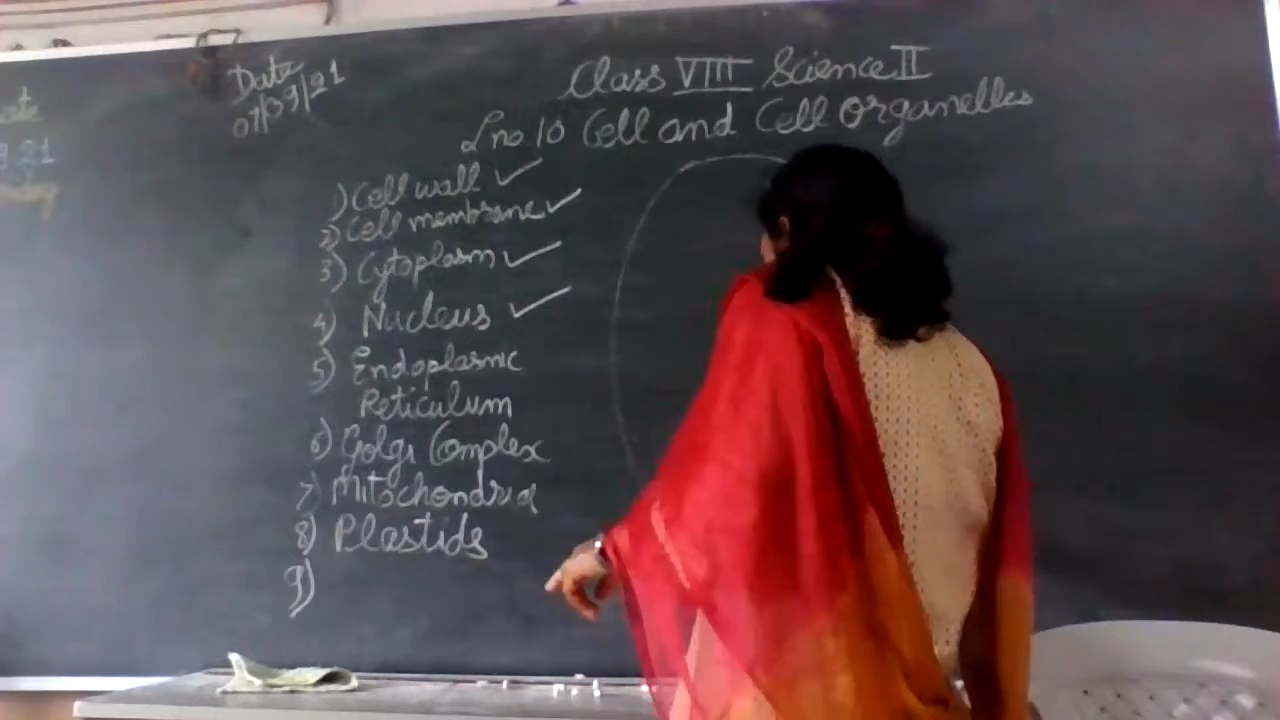 Date
07/09/21
Class VIII Science II
Lno 10 Cell and Cell Organelles
1) Cell wall ✓
2) Cell membrane ✓
3) Cytoplasm ✓
4) Nucleus ✓
5) Endoplasmic
Reticulum
6) Golgi Complex
7) Mitochondria
8) Plastids
9)